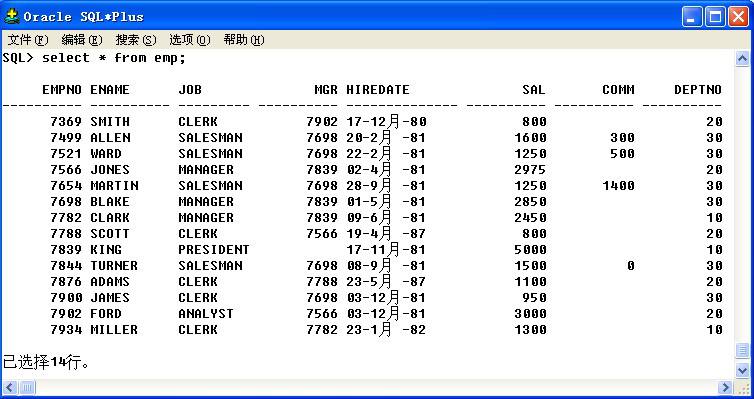 Oracle SQL*Plus
文件(F) 编辑(E) 搜索(S) 选项(O) 帮助(H)
SQL> select * from emp;
EMPNO ENAME JOB MGR HIREDATE SAL COMM DEPTNO
---------- ---------- --------- ---------- -------------- ---------- ---------- ----------
7369 SMITH CLERK 7902 17-12月-80 800 20
7499 ALLEN SALESMAN 7698 20-2月 -81 1600 300 30
7521 WARD SALESMAN 7698 22-2月 -81 1250 500 30
7566 JONES MANAGER 7839 02-4月 -81 2975 20
7654 MARTIN SALESMAN 7698 28-9月 -81 1250 1400 30
7698 BLAKE MANAGER 7839 01-5月 -81 2850 30
7782 CLARK MANAGER 7839 09-6月 -81 2450 10
7788 SCOTT CLERK 7566 19-4月 -87 800 20
7839 KING PRESIDENT 17-11月-81 5000 10
7844 TURNER SALESMAN 7698 08-9月 -81 1500 0 30
7876 ADAMS CLERK 7788 23-5月 -87 1100 20
7900 JAMES CLERK 7698 03-12月-81 950 30
7902 FORD ANALYST 7566 03-12月-81 3000 20
7934 MILLER CLERK 7782 23-1月 -82 1300 10
已选择14行。